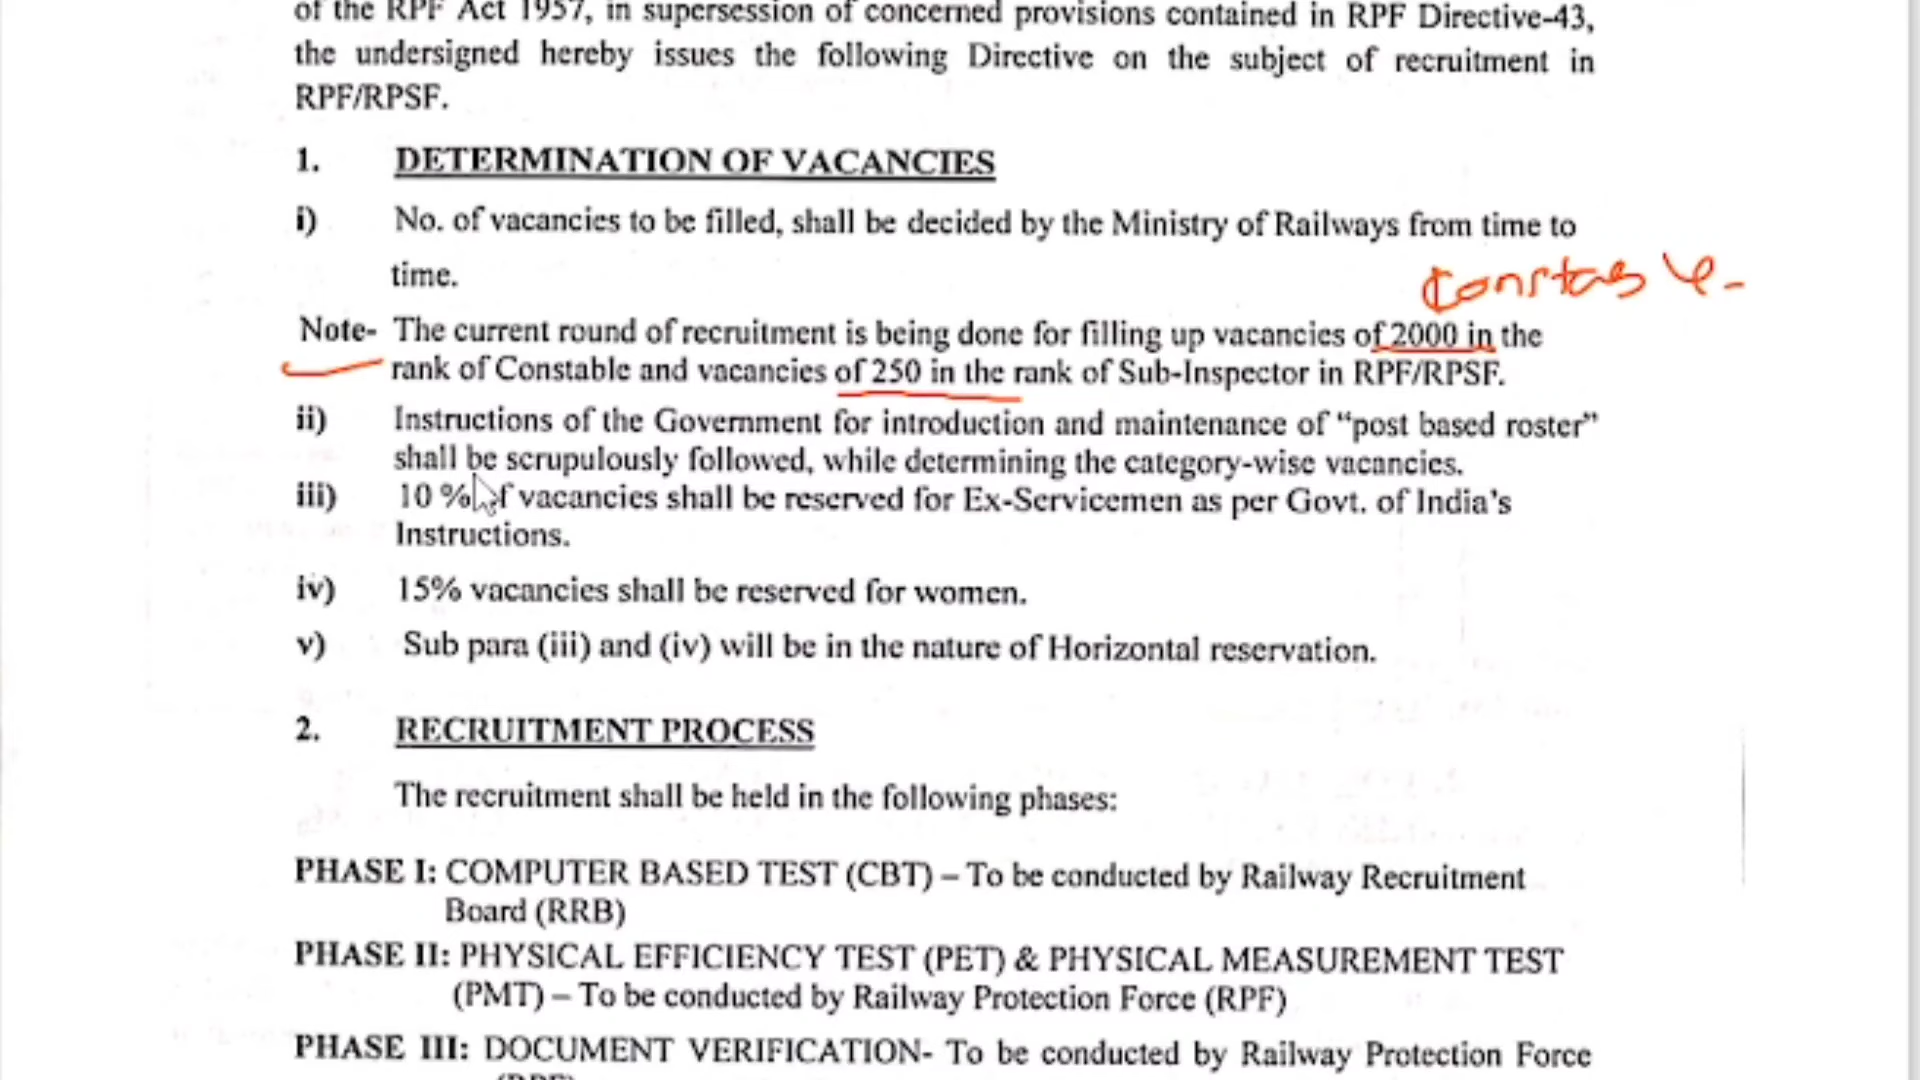 of the RPF Act 1957, in supersession of concerned provisions contained in RPF Directive-43,
the undersigned hereby issues the following Directive on the subject of recruitment in
RPF/RPSF.
1. DETERMINATION OF VACANCIES
i) No. of vacancies to be filled, shall be decided by the Ministry of Railways from time to
time.
Note- The current round of recruitment is being done for filling up vacancies of 2000 in the
rank of Constable and vacancies of 250 in the rank of Sub-Inspector in RPF/RPSF.
ii) Instructions of the Government for introduction and maintenance of “post based roster”
shall be scrupulously followed, while determining the category-wise vacancies.
iii) 10 % of vacancies shall be reserved for Ex-Servicemen as per Govt. of India’s
Instructions.
iv) 15% vacancies shall be reserved for women.
v) Sub para (iii) and (iv) will be in the nature of Horizontal reservation.
2. RECRUITMENT PROCESS
The recruitment shall be held in the following phases:
PHASE I: COMPUTER BASED TEST (CBT) – To be conducted by Railway Recruitment
Board (RRB)
PHASE II: PHYSICAL EFFICIENCY TEST (PET) & PHYSICAL MEASUREMENT TEST
(PMT) – To be conducted by Railway Protection Force (RPF)
PHASE III: DOCUMENT VERIFICATION- To be conducted by Railway Protection Force
(RPF)